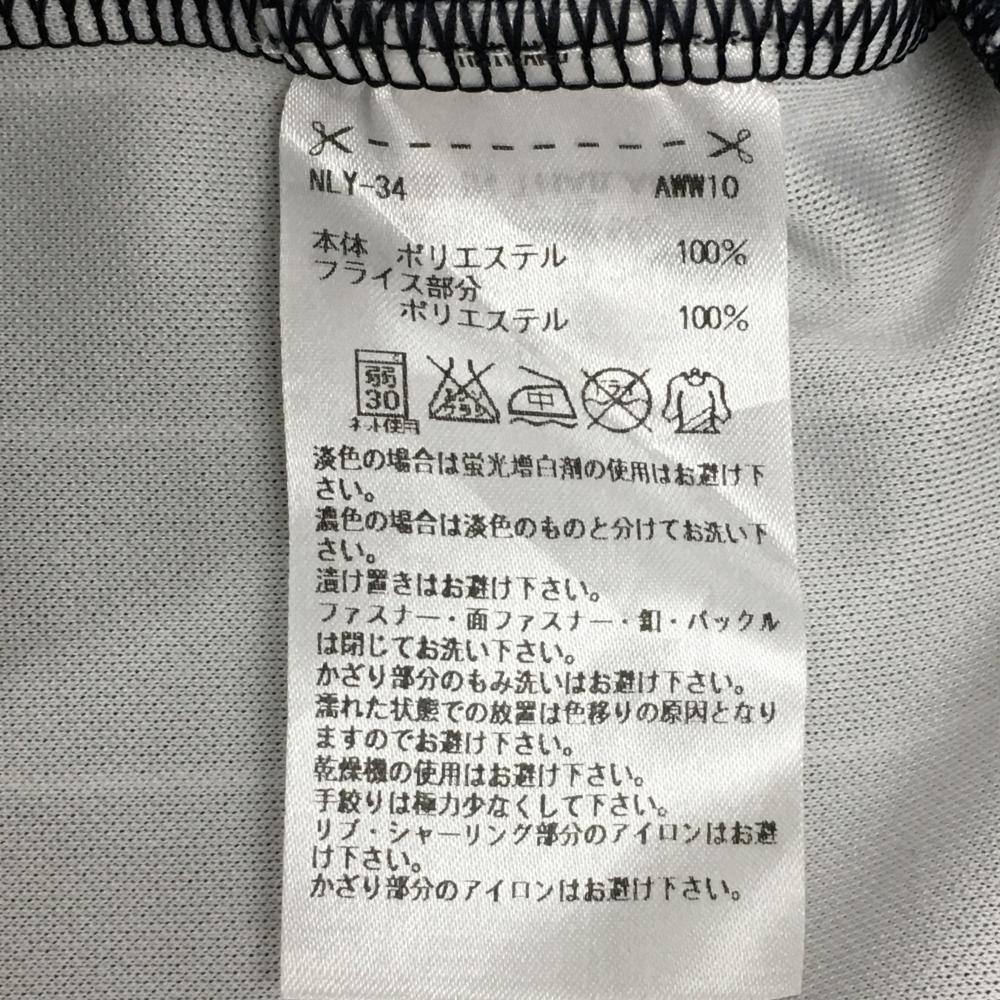 NLY-34 AWW10
本体 ポリエステル 100%
フライス部分
ポリエステル 100%
弱
30
ネット使用
エンソサラシ
中
ドライ
淡色の場合は蛍光増白剤の使用はお避け下
さい。
濃色の場合は淡色のものと分けてお洗い下
さい。
漬け置きはお避け下さい。
ファスナー・面ファスナー・釦・バックル
は閉じてお洗い下さい。
かざり部分のもみ洗いはお避け下さい。
濡れた状態での放置は色移りの原因となり
ますのでお避け下さい。
乾燥機の使用はお避け下さい。
手絞りは極力少なくして下さい。
リブ・シャーリング部分のアイロンはお避
け下さい。
かざり部分のアイロンはお避け下さい。